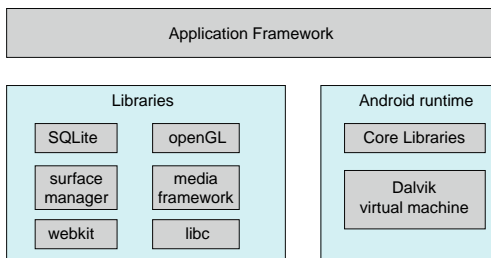 Application Framework
Libraries
SQLite
openGL
surface
manager
media
framework
webkit
libc
Android runtime
Core Libraries
Dalvik
virtual machine